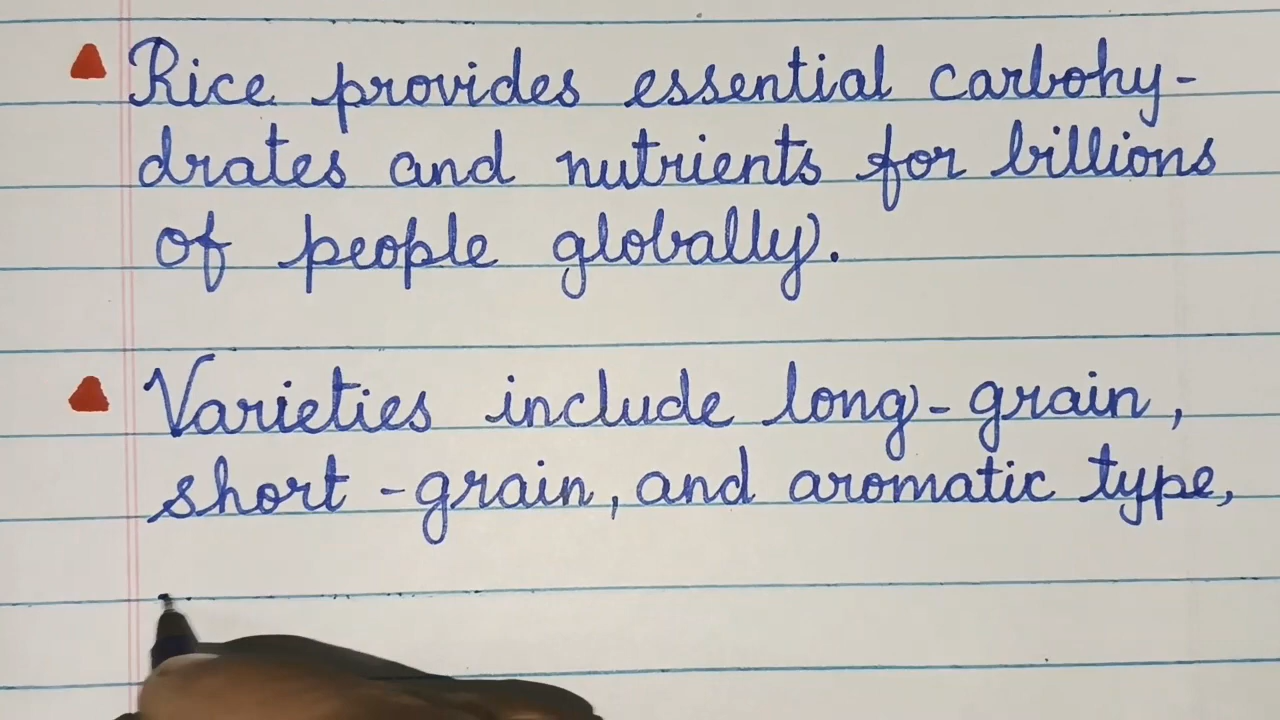 Rice provides essential carbohy-
drates and nutrients for billions
of people globally.
Varieties include long-grain,
short-grain, and aromatic type,